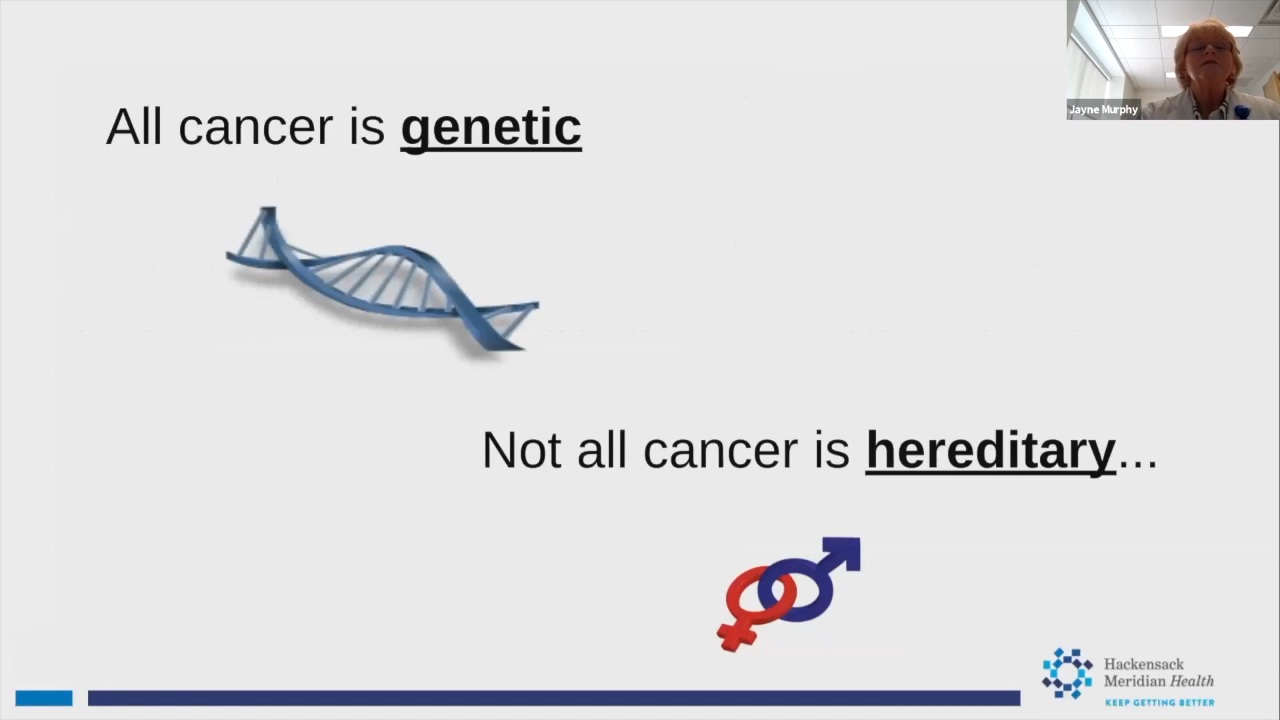 Jayne Murphy
All cancer is genetic
Not all cancer is hereditary...
Hackensack
Meridian Health
KEEP GETTING BETTER